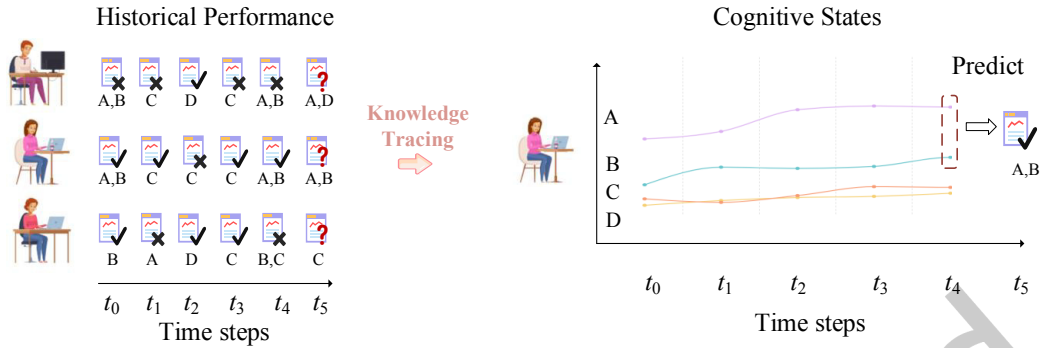 Historical Performance
A,B C D C A,B A,D
A,B C C C A,B A,B
B A D C B,C C
t0 t1 t2 t3 t4 t5
Time steps
Knowledge
Tracing
Cognitive States
Predict
A
B
C
D
A,B
t0 t1 t2 t3 t4 t5
Time steps